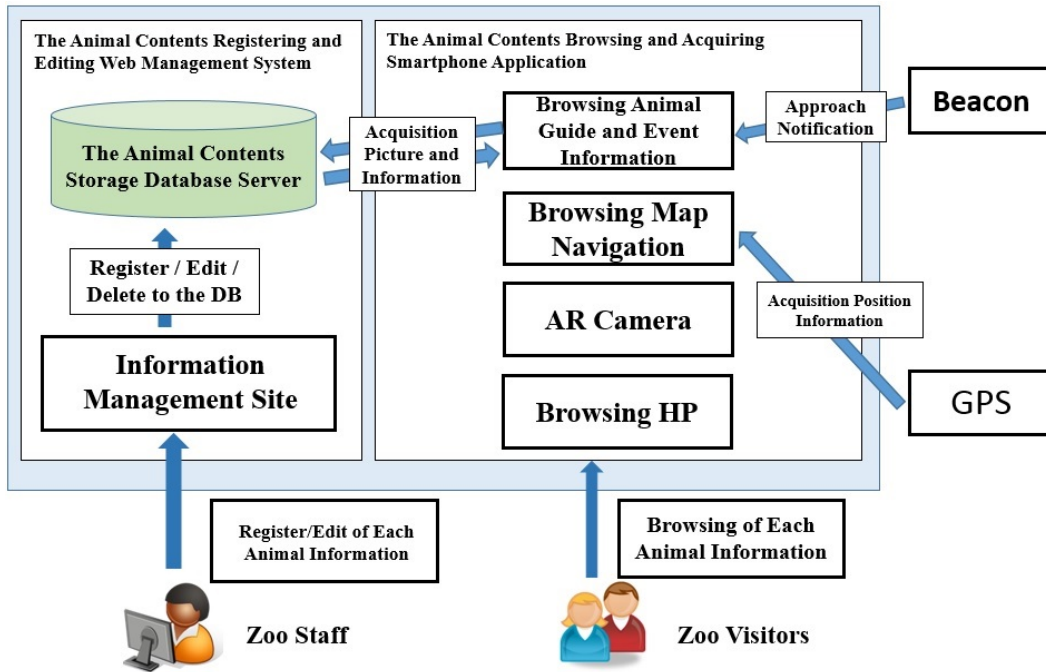 The Animal Contents Registering and
Editing Web Management System
The Animal Contents Browsing and Acquiring
Smartphone Application
The Animal Contents
Storage Database Server
Acquisition
Picture and
Information
Browsing Animal
Guide and Event
Information
Approach
Notification
Beacon
Register / Edit /
Delete to the DB
Browsing Map
Navigation
Acquisition Position
Information
AR Camera
Information
Management Site
Browsing HP
GPS
Register/Edit of Each
Animal Information
Browsing of Each
Animal Information
Zoo Staff
Zoo Visitors